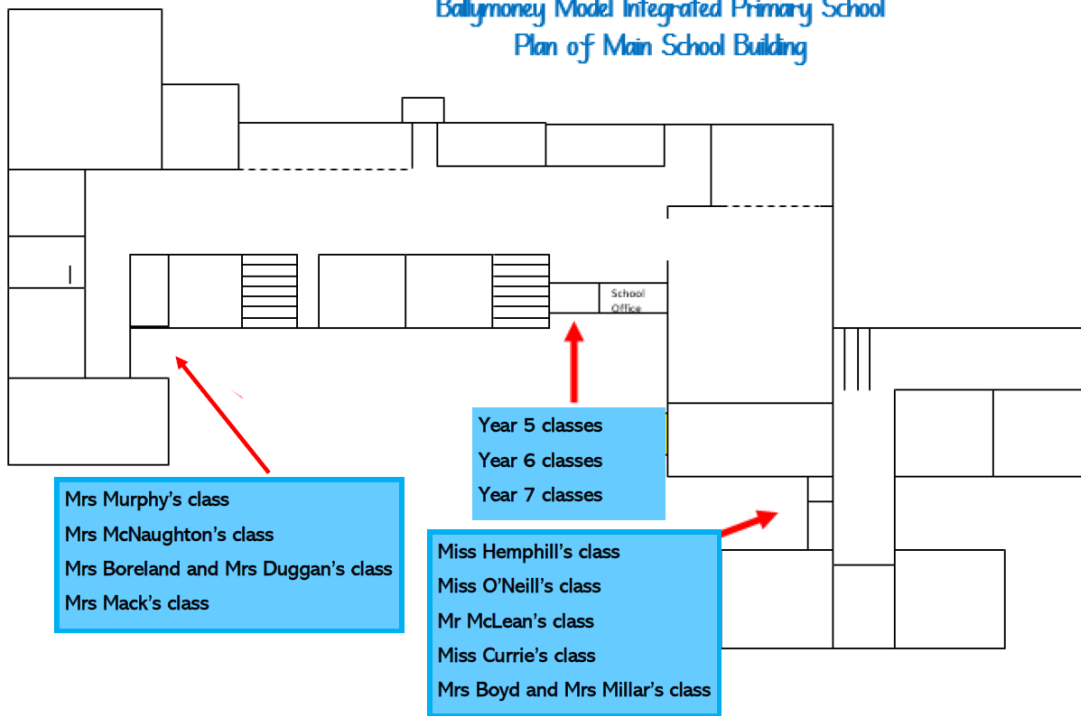 Ballymoney Model Integrated Primary School
Plan of Main School Building
School
Office
Year 5 classes
Year 6 classes
Year 7 classes
Mrs Murphy's class
Mrs McNaughton's class
Mrs Boreland and Mrs Duggan's class
Mrs Mack's class
Miss Hemphill's class
Miss O'Neill's class
Mr McLean's class
Miss Currie's class
Mrs Boyd and Mrs Millar's class